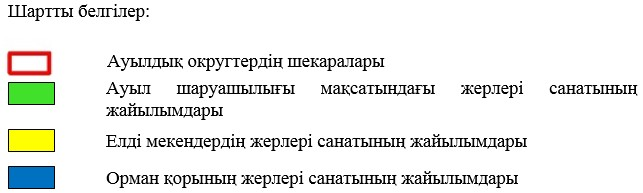 Шартты белгілер:
Ауылдық округтердің шекаралары
Ауыл шаруашылығы мақсатындағы жерлері санатының
жайылымдары
Елді мекендердің жерлері санатының жайылымдары
Орман қорының жерлері санатының жайылымдары